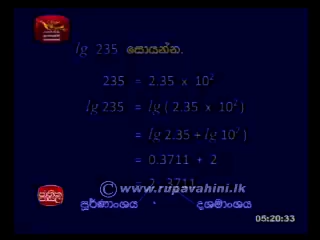 lg 235 සොයන්න.
235 = 2.35 x 10²
lg 235 = lg ( 2.35 x 10² )
= lg 2.35 + lg 10²
= 0.3711 + 2
= 2 . 3711
©www.rupavahini.lk
පූර්ණාංශය දශමාංශය
05:20:33